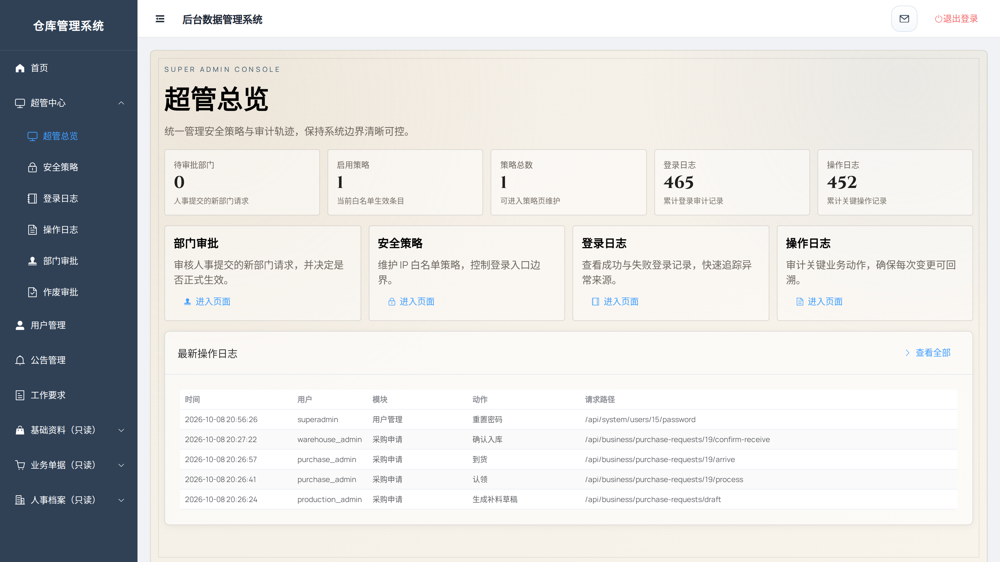 仓库管理系统
首页
超管中心
超管总览
安全策略
登录日志
操作日志
部门审批
作废审批
用户管理
公告管理
工作要求
基础资料（只读）
业务单据（只读）
人事档案（只读）
后台数据管理系统
退出登录
SUPER ADMIN CONSOLE
超管总览
统一管理安全策略与审计轨迹，保持系统边界清晰可控。
待审批部门
0
人事提交的新部门请求
启用策略
1
当前白名单生效条目
策略总数
1
可进入策略页维护
登录日志
465
累计登录审计记录
操作日志
452
累计关键操作记录
部门审批
审核人事提交的新部门请求，并决定是
否正式生效。
进入页面
安全策略
维护 IP 白名单策略，控制登录入口边
界。
进入页面
登录日志
查看成功与失败登录记录，快速追踪异
常来源。
进入页面
操作日志
审计关键业务动作，确保每次变更可回
溯。
进入页面
最新操作日志
查看全部
时间 用户 模块 动作 请求路径
2026-10-08 20:56:26 superadmin 用户管理 重置密码 /api/system/users/15/password
2026-10-08 20:27:22 warehouse_admin 采购申请 确认入库 /api/business/purchase-requests/19/confirm-receive
2026-10-08 20:26:57 purchase_admin 采购申请 到货 /api/business/purchase-requests/19/arrive
2026-10-08 20:26:41 purchase_admin 采购申请 认领 /api/business/purchase-requests/19/process
2026-10-08 20:26:24 production_admin 采购申请 生成补料草稿 /api/business/purchase-requests/draft